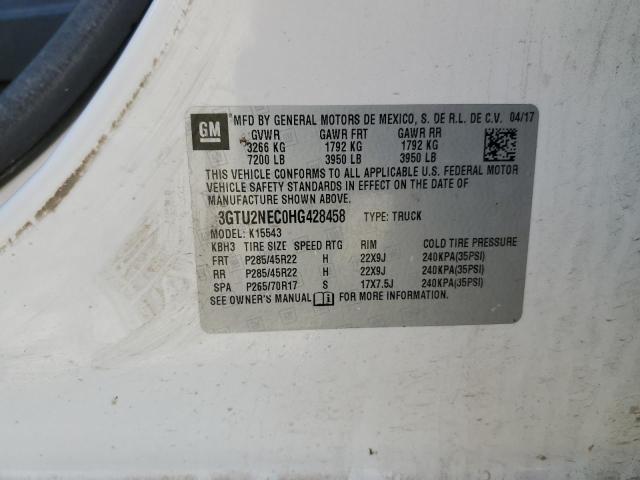 GM
MFD BY GENERAL MOTORS DE MEXICO, S. DE R.L. DE C.V. 04/17
GVWR GAWR FRT GAWR RR
3266 KG 1792 KG 1792 KG
7200 LB 3950 LB 3950 LB
THIS VEHICLE CONFORMS TO ALL APPLICABLE U.S. FEDERAL MOTOR
VEHICLE SAFETY STANDARDS IN EFFECT ON THE DATE OF
MANUFACTURE SHOWN ABOVE.
3GTU2NEC0HG428458 TYPE: TRUCK
MODEL: K15543
KBH3 TIRE SIZE SPEED RTG RIM COLD TIRE PRESSURE
FRT P285/45R22 H 22X9J 240KPA(35PSI)
RR P285/45R22 H 22X9J 240KPA(35PSI)
SPA P265/70R17 S 17X7.5J 240KPA(35PSI)
SEE OWNER'S MANUAL FOR MORE INFORMATION.